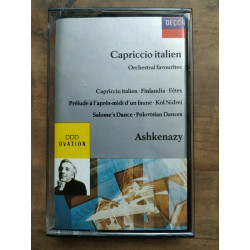 DECCA
Capriccio italien
Orchestral favourites
Capriccio italien · Finlandia · Fêtes
Prélude à l'après-midi d'un faune · Kol Nidrei
Salome's Dance · Polovtsian Dances
Ashkenazy
DDD
OVATION